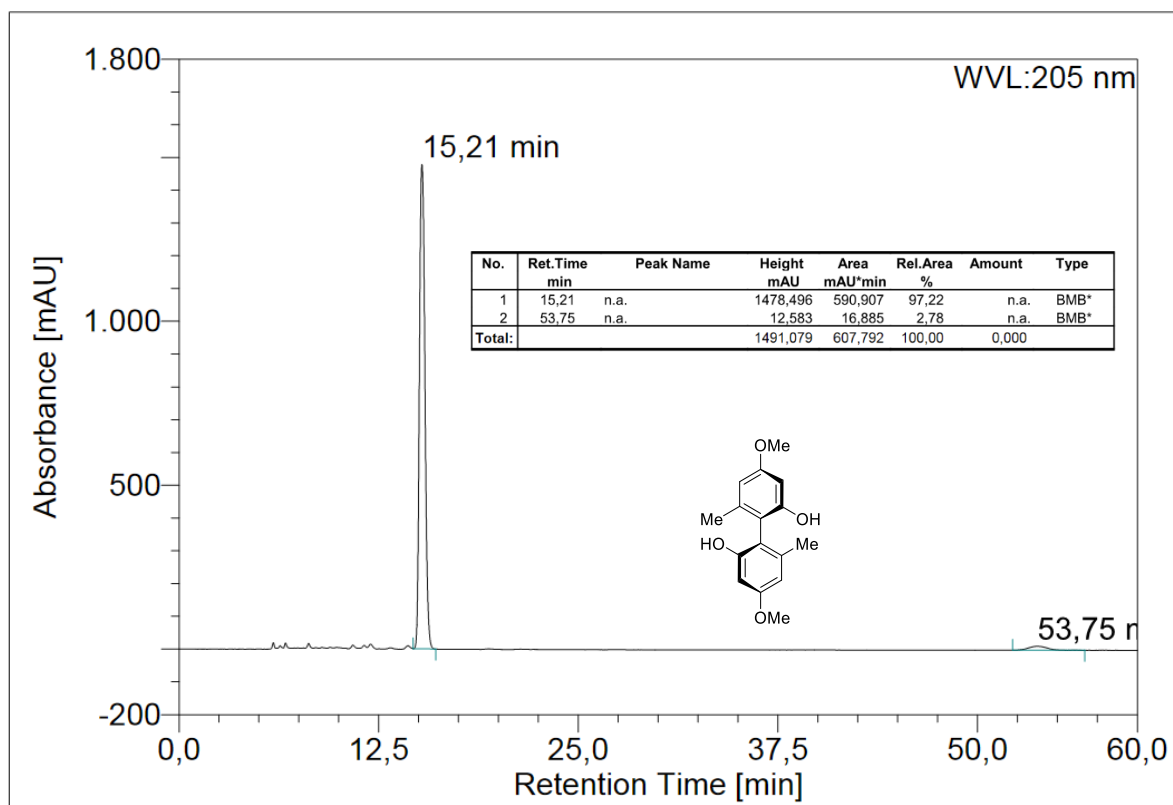 1.800
WVL:205 nm
15,21 min
No. Ret.Time Peak Name Height Area Rel.Area Amount Type
min mAU mAU*min %
1 15,21 n.a. 1478,496 590,907 97,22 n.a. BMB*
2 53,75 n.a. 12,583 16,885 2,78 n.a. BMB*
Total: 1491,079 607,792 100,00 0,000
1.000
Absorbance [mAU]
500
OMe
Me OH
HO Me
OMe
53,75 n
-200
0,0 12,5 25,0 37,5 50,0 60,0
Retention Time [min]